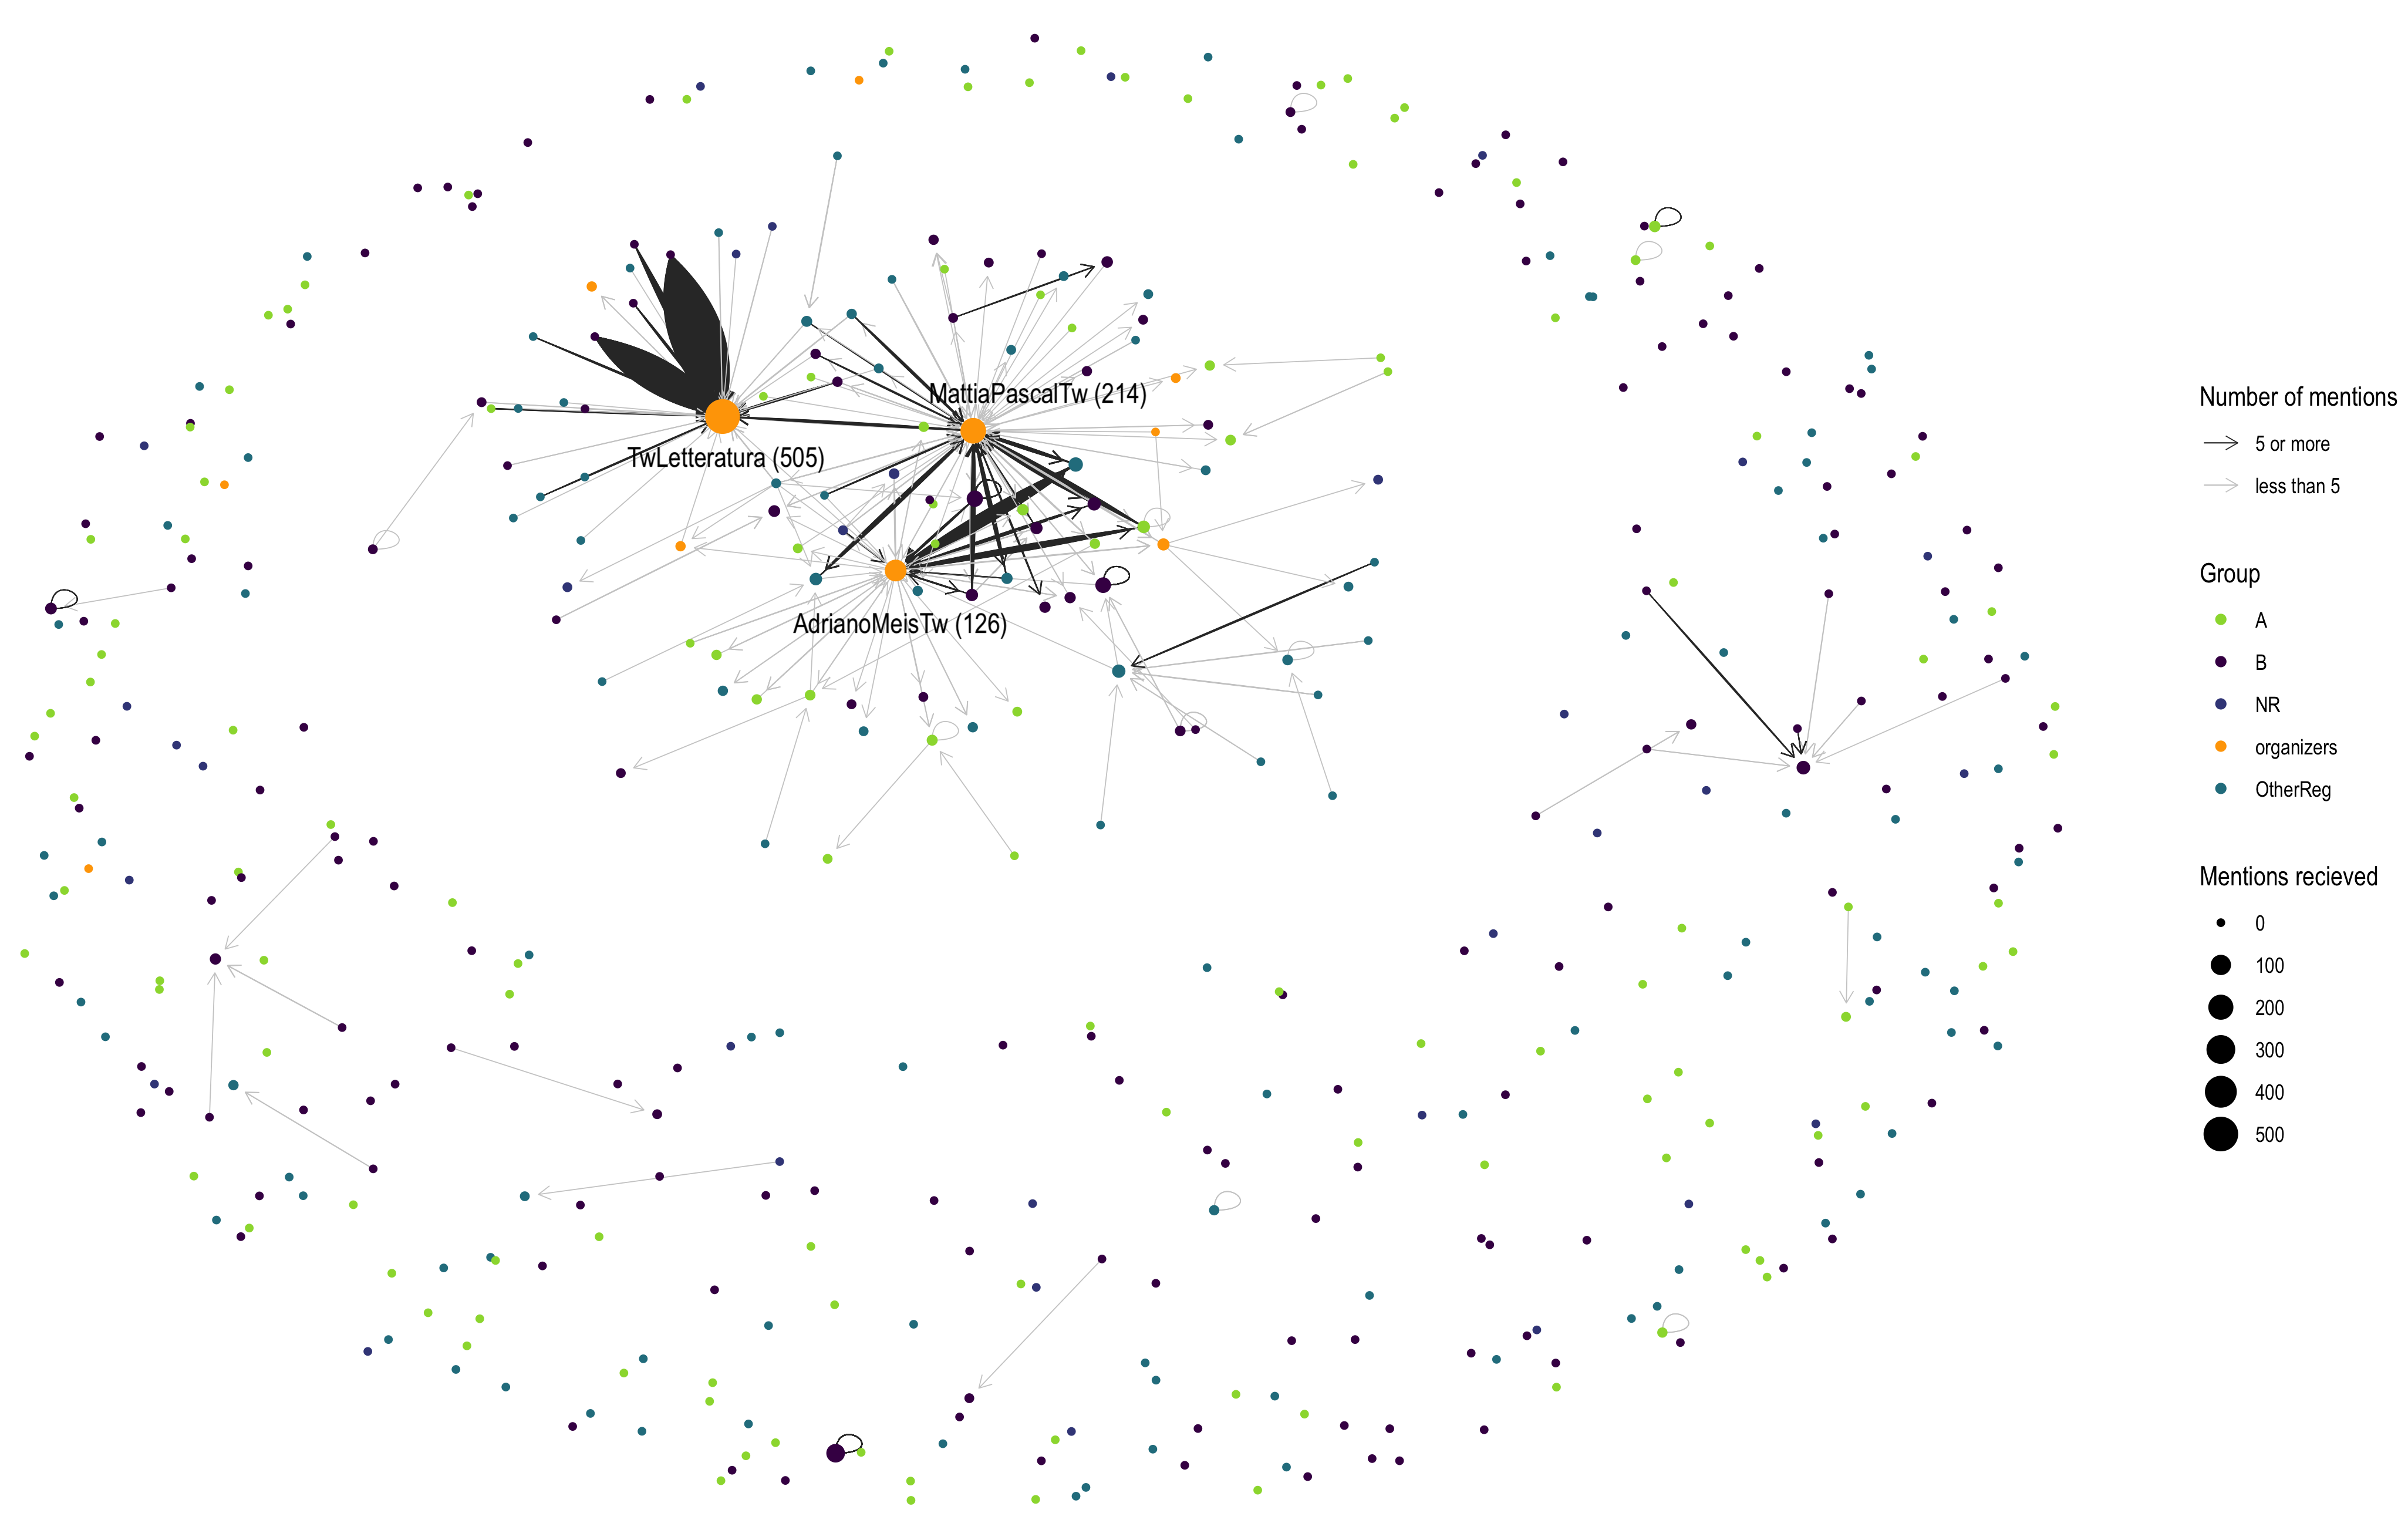 MattiaPascalTw (214)
TwLetteratura (505)
AdrianoMeisTw (126)
Number of mentions
5 or more
less than 5
Group
A
B
NR
organizers
OtherReg
Mentions recieved
0
100
200
300
400
500